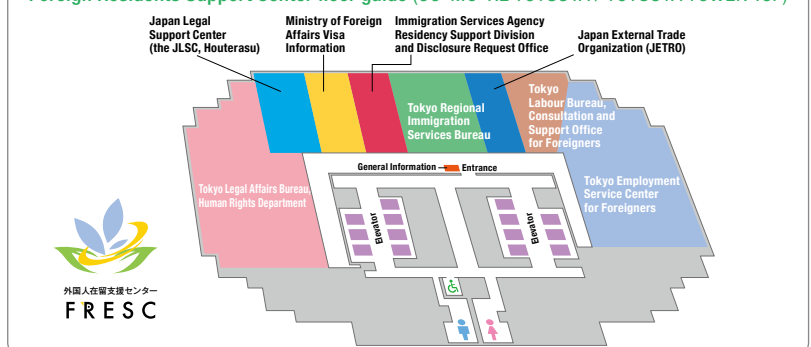 Japan Legal
Support Center
(the JLSC, Houterasu)
Ministry of Foreign
Affairs Visa
Information
Immigration Services Agency
Residency Support Division
and Disclosure Request Office
Japan External Trade
Organization (JETRO)
Tokyo Regional
Immigration
Services Bureau
Tokyo
Labour Bureau,
Consultation and
Support Office
for Foreigners
General Information
Entrance
Tokyo Legal Affairs Bureau,
Human Rights Department
Elevator
Elevator
Tokyo Employment
Service Center
for Foreigners
外国人在留支援センター
FRESC